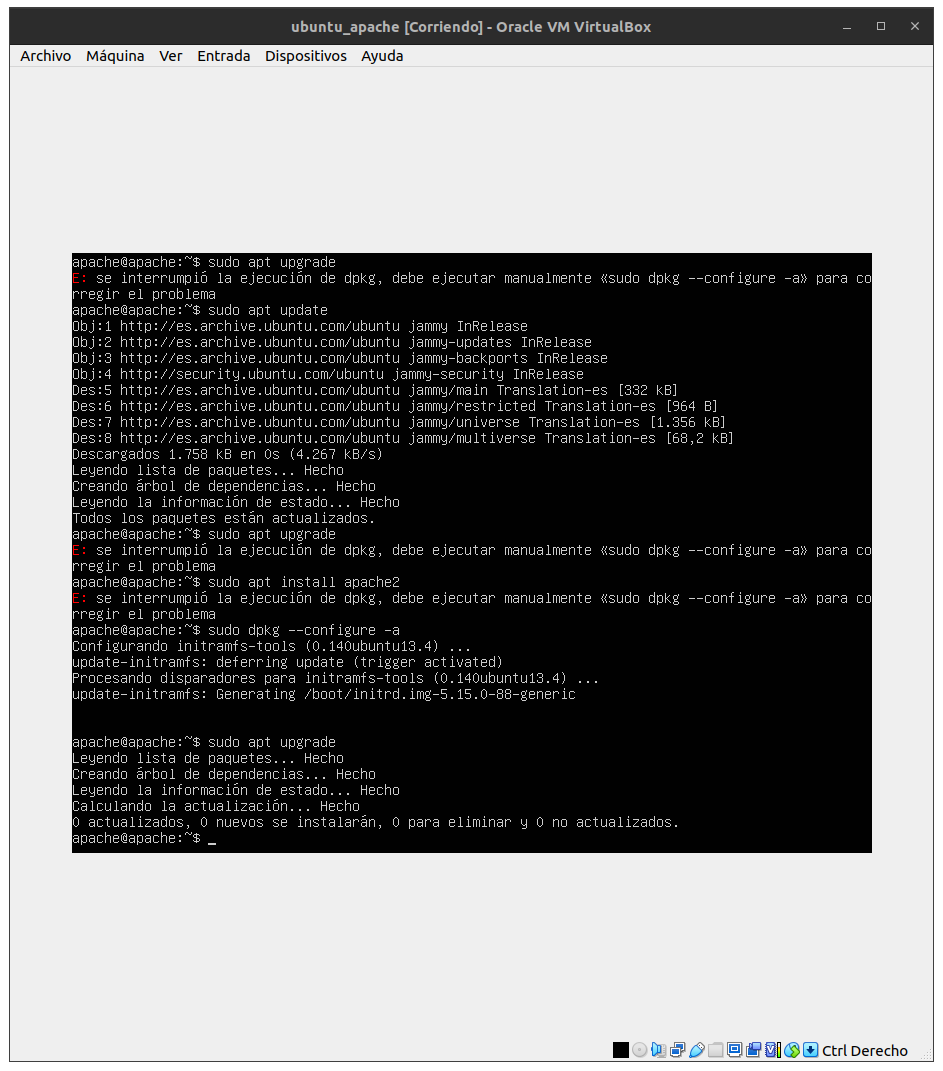 ubuntu_apache [Corriendo] - Oracle VM VirtualBox
Archivo Máquina Ver Entrada Dispositivos Ayuda
apache@apache:~$ sudo apt upgrade
E: se interrumpió la ejecución de dpkg, debe ejecutar manualmente «sudo dpkg --configure -a» para co
rregir el problema
apache@apache:~$ sudo apt update
Obj:1 http://es.archive.ubuntu.com/ubuntu jammy InRelease
Obj:2 http://es.archive.ubuntu.com/ubuntu jammy-updates InRelease
Obj:3 http://es.archive.ubuntu.com/ubuntu jammy-backports InRelease
Obj:4 http://security.ubuntu.com/ubuntu jammy-security InRelease
Des:5 http://es.archive.ubuntu.com/ubuntu jammy/main Translation-es [332 kB]
Des:6 http://es.archive.ubuntu.com/ubuntu jammy/restricted Translation-es [964 B]
Des:7 http://es.archive.ubuntu.com/ubuntu jammy/universe Translation-es [1.356 kB]
Des:8 http://es.archive.ubuntu.com/ubuntu jammy/multiverse Translation-es [68,2 kB]
Descargados 1.758 kB en 0s (4.267 kB/s)
Leyendo lista de paquetes... Hecho
Creando árbol de dependencias... Hecho
Leyendo la información de estado... Hecho
Todos los paquetes están actualizados.
apache@apache:~$ sudo apt upgrade
E: se interrumpió la ejecución de dpkg, debe ejecutar manualmente «sudo dpkg --configure -a» para co
rregir el problema
apache@apache:~$ sudo apt install apache2
E: se interrumpió la ejecución de dpkg, debe ejecutar manualmente «sudo dpkg --configure -a» para co
rregir el problema
apache@apache:~$ sudo dpkg --configure -a
Configurando initramfs-tools (0.140ubuntu13.4) ...
update-initramfs: deferring update (trigger activated)
Procesando disparadores para initramfs-tools (0.140ubuntu13.4) ...
update-initramfs: Generating /boot/initrd.img-5.15.0-88-generic
apache@apache:~$ sudo apt upgrade
Leyendo lista de paquetes... Hecho
Creando árbol de dependencias... Hecho
Leyendo la información de estado... Hecho
Calculando la actualización... Hecho
0 actualizados, 0 nuevos se instalarán, 0 para eliminar y 0 no actualizados.
apache@apache:~$ _
Ctrl Derecho